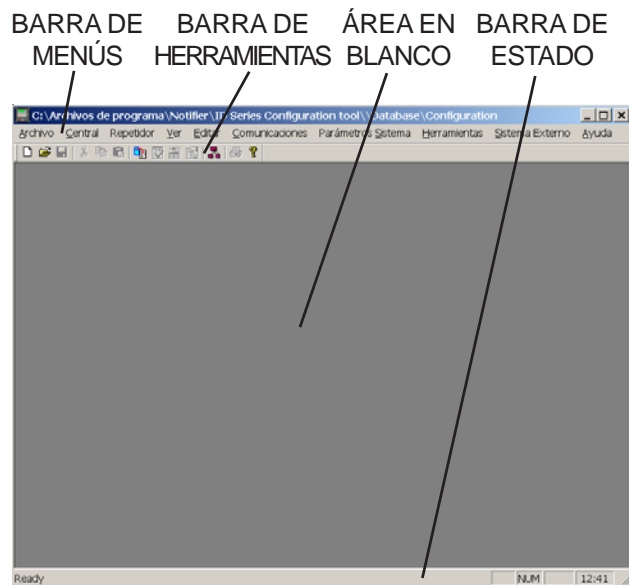 BARRA DE MENÚS
BARRA DE HERRAMIENTAS
ÁREA EN BLANCO
BARRA DE ESTADO
C:\Archivos de programa\Notifier\ID Series Configuration tool\\Database\Configuration
Archivo Central Repetidor Ver Editar Comunicaciones Parámetros Sistema Herramientas Sistema Externo Ayuda
Ready NUM 12:41